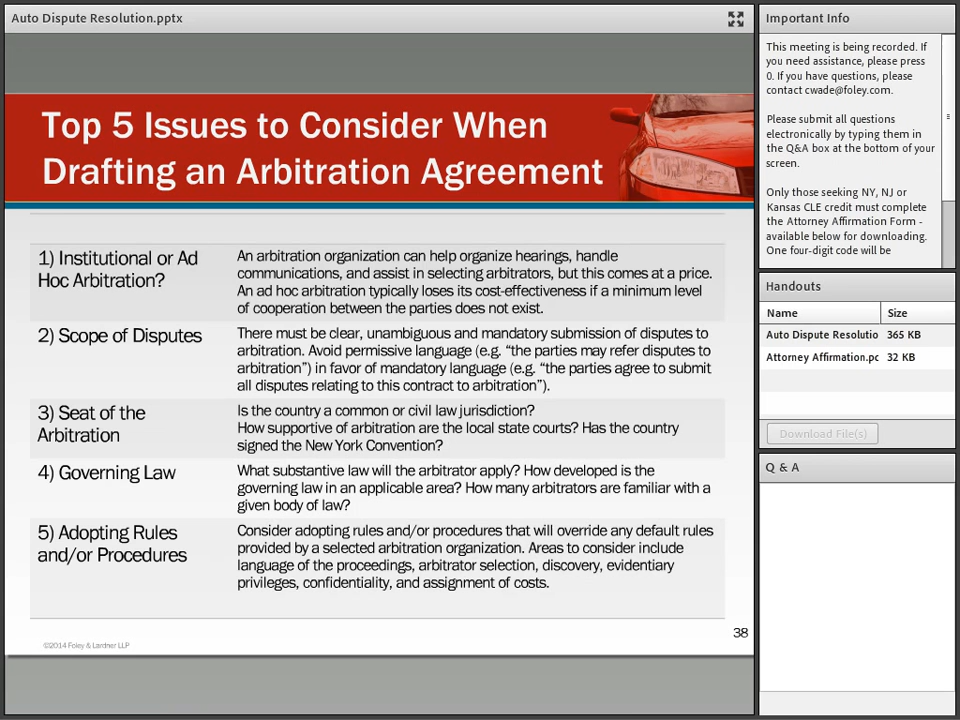 Auto Dispute Resolution.pptx
Top 5 Issues to Consider When
Drafting an Arbitration Agreement
1) Institutional or Ad
Hoc Arbitration?
An arbitration organization can help organize hearings, handle
communications, and assist in selecting arbitrators, but this comes at a price.
An ad hoc arbitration typically loses its cost-effectiveness if a minimum level
of cooperation between the parties does not exist.
2) Scope of Disputes
There must be clear, unambiguous and mandatory submission of disputes to
arbitration. Avoid permissive language (e.g. “the parties may refer disputes to
arbitration”) in favor of mandatory language (e.g. “the parties agree to submit
all disputes relating to this contract to arbitration”).
3) Seat of the
Arbitration
Is the country a common or civil law jurisdiction?
How supportive of arbitration are the local state courts? Has the country
signed the New York Convention?
4) Governing Law
What substantive law will the arbitrator apply? How developed is the
governing law in an applicable area? How many arbitrators are familiar with a
given body of law?
5) Adopting Rules
and/or Procedures
Consider adopting rules and/or procedures that will override any default rules
provided by a selected arbitration organization. Areas to consider include
language of the proceedings, arbitrator selection, discovery, evidentiary
privileges, confidentiality, and assignment of costs.
38
©2014 Foley & Lardner LLP
Important Info
This meeting is being recorded. If
you need assistance, please press
0. If you have questions, please
contact cwade@foley.com.
Please submit all questions
electronically by typing them in
the Q&A box at the bottom of your
screen.
Only those seeking NY, NJ or
Kansas CLE credit must complete
the Attorney Affirmation Form -
available below for downloading.
One four-digit code will be
Handouts
Name Size
Auto Dispute Resolutio 365 KB
Attorney Affirmation.pc 32 KB
Download File(s)
Q & A